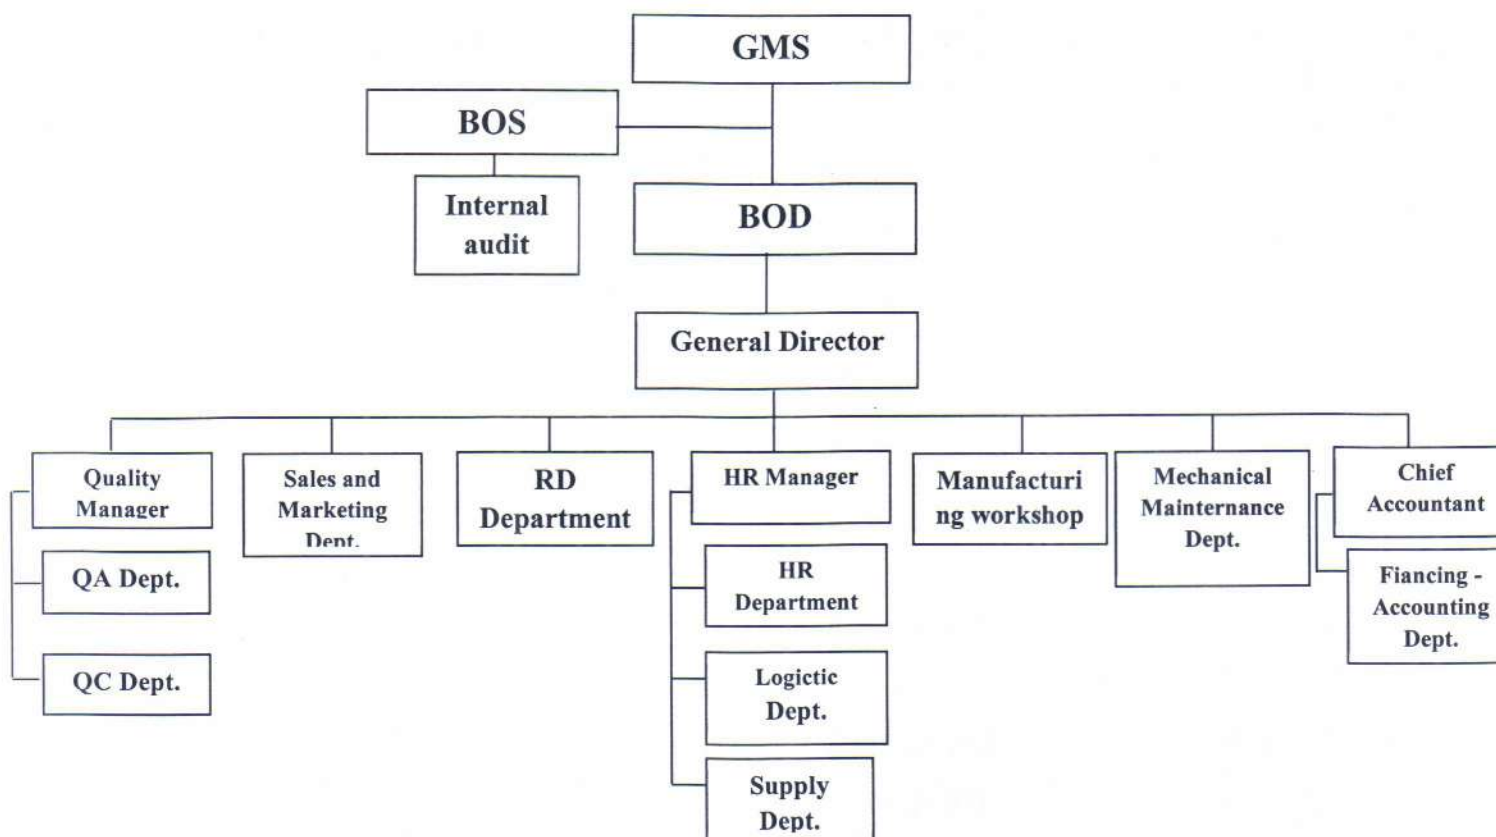 GMS
BOS
Internal
audit
BOD
General Director
Quality
Manager
QA Dept.
QC Dept.
Sales and
Marketing
Dept.
RD
Department
HR Manager
HR
Department
Logictic
Dept.
Supply
Dept.
Manufacturi
ng workshop
Mechanical
Mainternance
Dept.
Chief
Accountant
Fiancing -
Accounting
Dept.